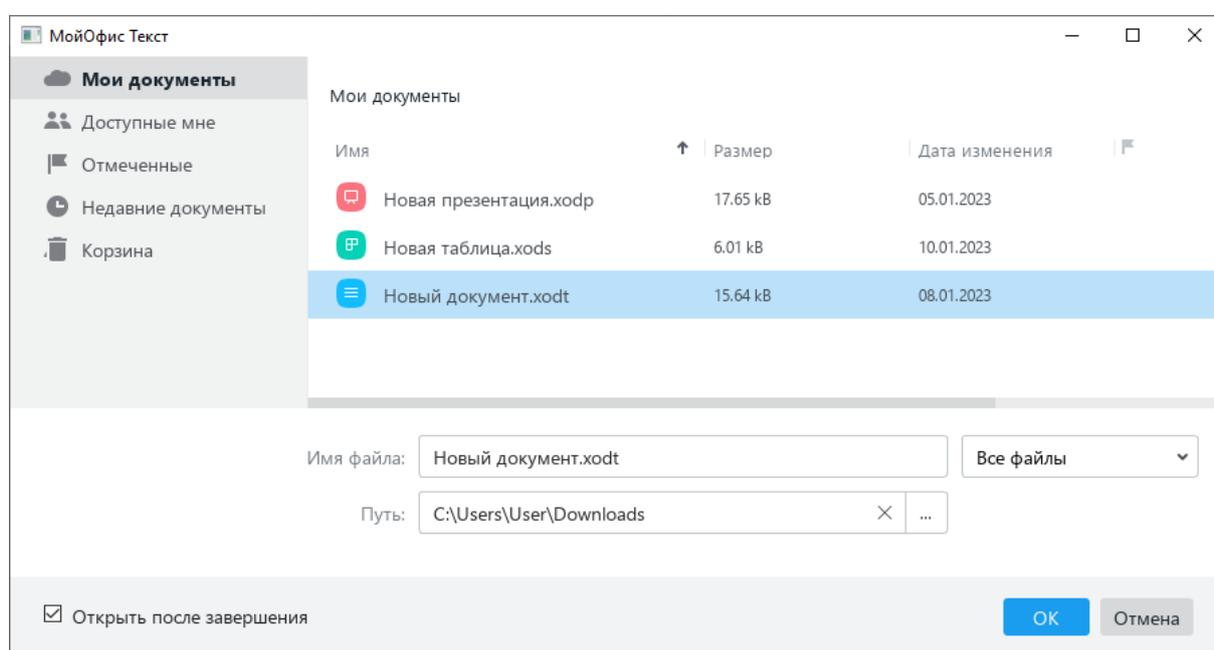 МойОфис Текст
Мои документы
Доступные мне
Отмеченные
Недавние документы
Корзина
Мои документы
Имя Размер Дата изменения
Новая презентация.xodp 17.65 kB 05.01.2023
Новая таблица.xods 6.01 kB 10.01.2023
Новый документ.xodt 15.64 kB 08.01.2023
Имя файла: Новый документ.xodt Все файлы
Путь: C:\Users\User\Downloads ...
Открыть после завершения OK Отмена